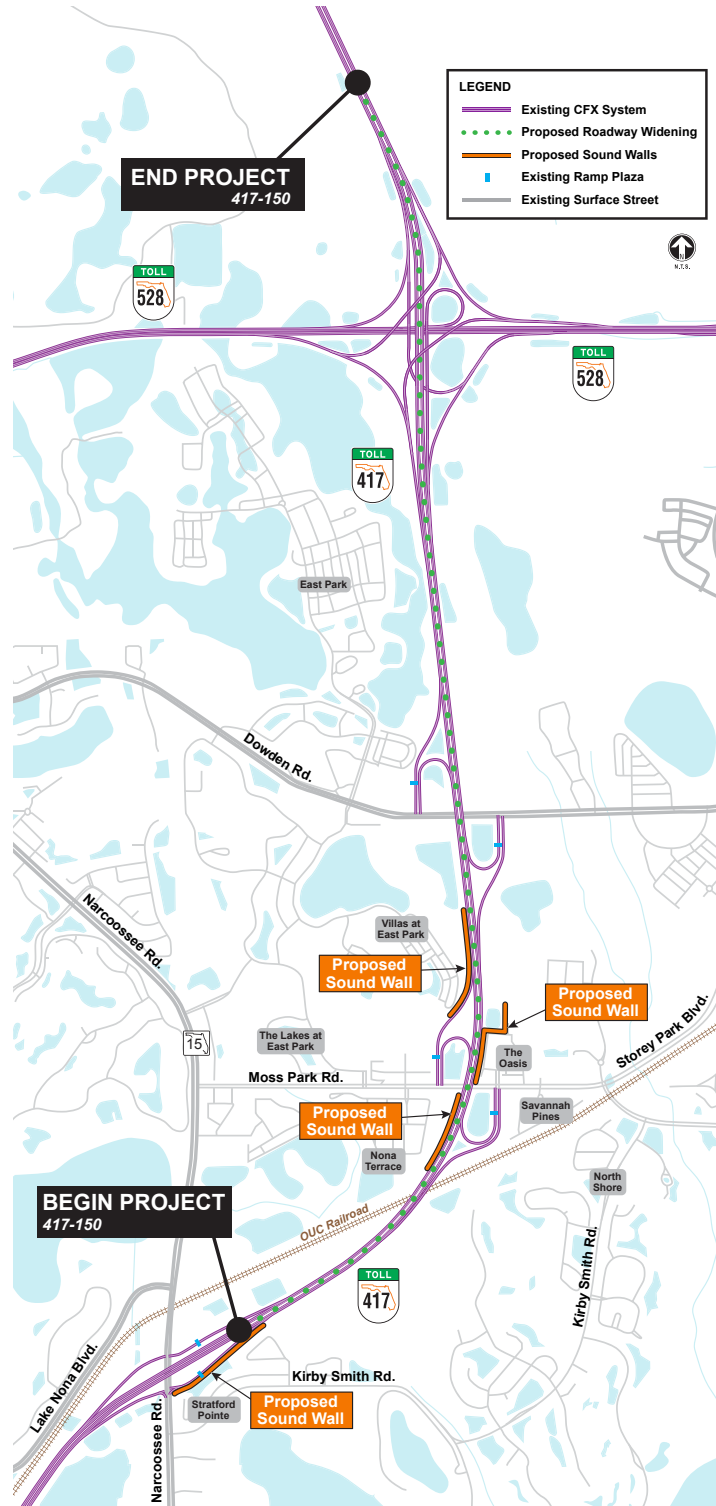 LEGEND
Existing CFX System
Proposed Roadway Widening
Proposed Sound Walls
Existing Ramp Plaza
Existing Surface Street
N
N.T.S.
END PROJECT
417-150
TOLL
528
TOLL
528
TOLL
417
East Park
Dowden Rd.
Narcoossee Rd.
Villas at
East Park
Proposed
Sound Wall
Proposed
Sound Wall
15
The Lakes at
East Park
The
Oasis
Storey Park Blvd.
Moss Park Rd.
Proposed
Sound Wall
Savannah
Pines
Nona
Terrace
North
Shore
BEGIN PROJECT
417-150
OUC Railroad
TOLL
417
Kirby Smith Rd.
Lake Nona Blvd.
Kirby Smith Rd.
Stratford
Pointe
Proposed
Sound Wall
Narcoossee Rd.